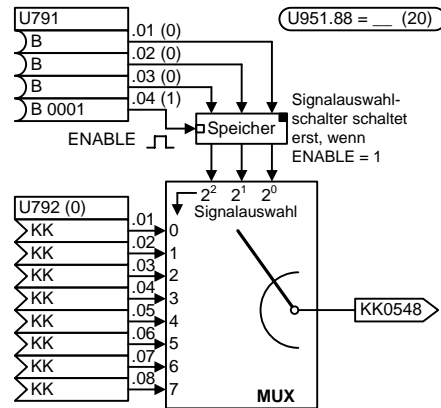 U791
U951.88 = __ (20)
B .01 (0)
B .02 (0)
B .03 (0)
B 0001 .04 (1)
ENABLE
Speicher
Signalauswahl-
schalter schaltet
erst, wenn
ENABLE = 1
2² 2¹ 2⁰
Signalauswahl
U792 (0)
KK .01 0
KK .02 1
KK .03 2
KK .04 3
KK .05 4
KK .06 5
KK .07 6
KK .08 7
KK0548
MUX